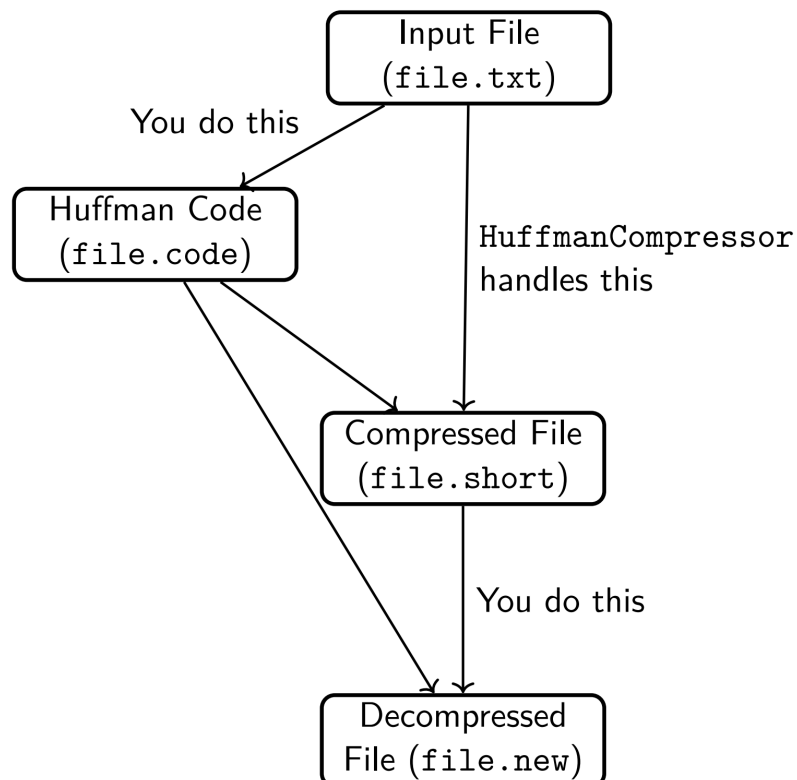 Input File
(file.txt)
You do this
Huffman Code
(file.code)
HuffmanCompressor
handles this
Compressed File
(file.short)
You do this
Decompressed
File (file.new)